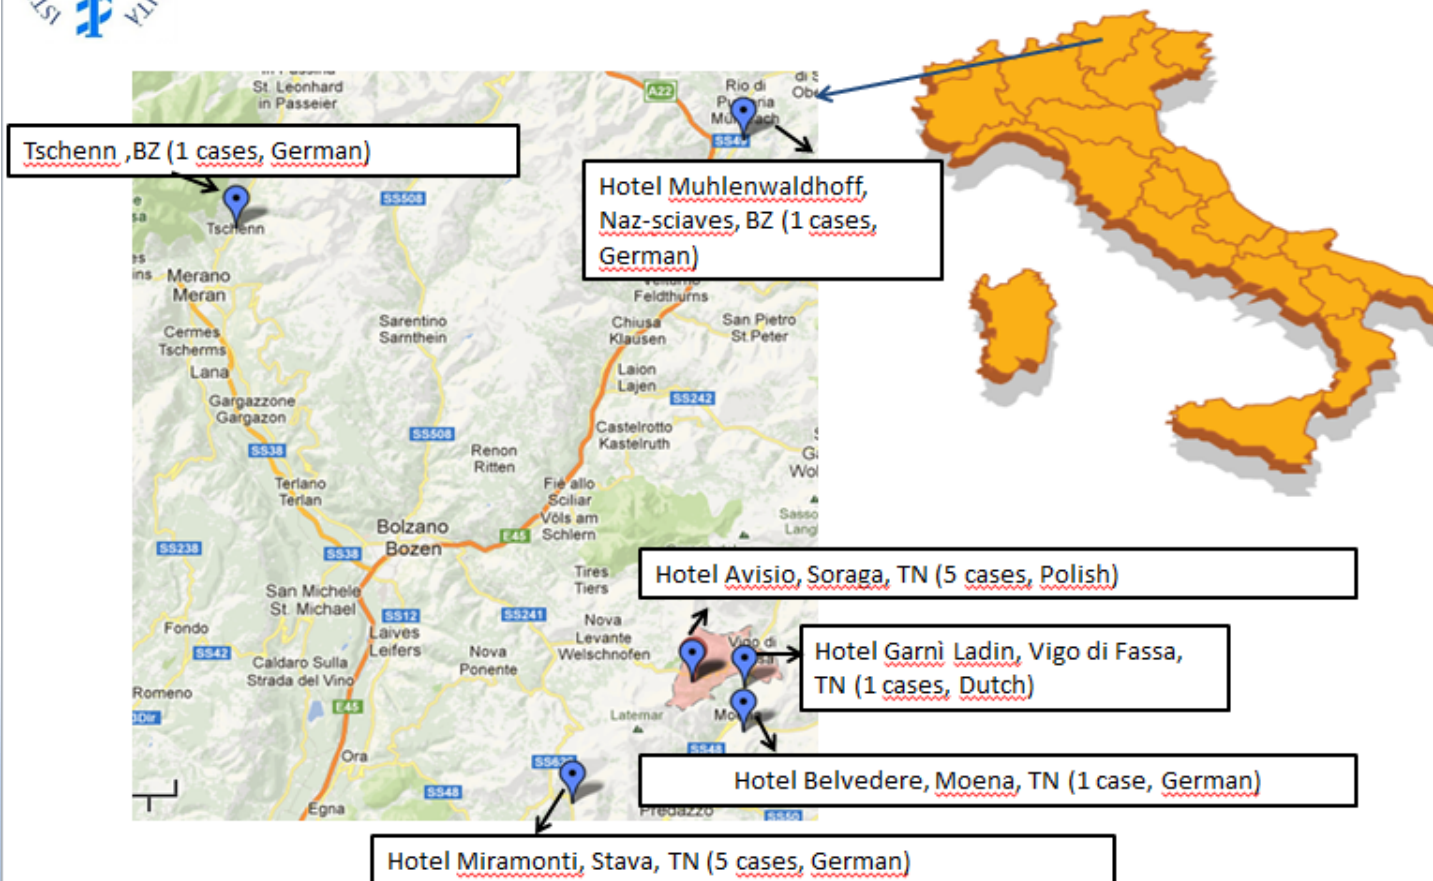 IST
ITÀ
St. Leonhard
in Passeier
A22
Rio di
Mühlbach
SS49
Tschenn ,BZ (1 cases, German)
Hotel Muhlenwaldhoff,
Naz-sciaves, BZ (1 cases,
German)
SS508
Tschenn
Merano
Meran
Feldthurns
Cermes
Tscherms
Sarentino
Sarnthein
Chiusa
Klausen
San Pietro
St.Peter
Lana
Laion
Lajen
SS242
Gargazzone
Gargazon
SS508
Castelrotto
Kastelruth
SS38
Renon
Ritten
Terlano
Terlan
Fiè allo
Sciliar
Völs am
Schlern
Bolzano
Bozen
E45
SS238
SS38
Hotel Avisio, Soraga, TN (5 cases, Polish)
Tires
Tiers
San Michele
St. Michael
SS12
SS241
Laives
Leifers
Nova
Levante
Welschnofen
Vigo di
Hotel Garnì Ladin, Vigo di Fassa,
TN (1 cases, Dutch)
Fondo
SS42
Caldaro Sulla
Strada del Vino
Nova
Ponente
Romeno
E45
Latemar
SS48
Ora
Hotel Belvedere, Moena, TN (1 case, German)
SS48
Egna
Predazzo
SS50
Hotel Miramonti, Stava, TN (5 cases, German)